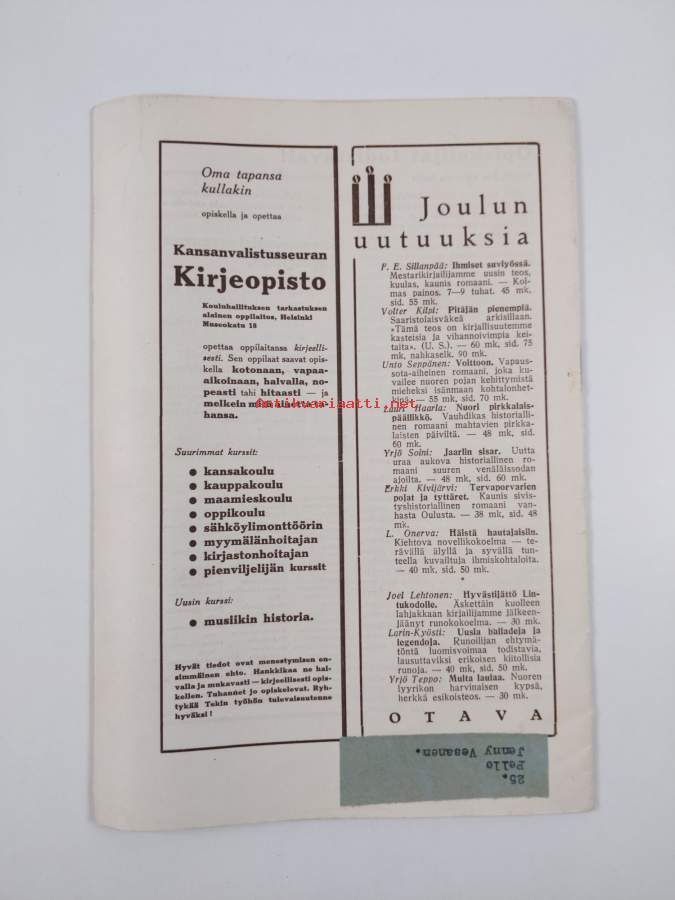 Oma tapansa
kullakin
opiskella ja opettaa
Kansanvalistusseuran
Kirjeopisto
Kouluhallituksen tarkastuksen
alainen oppilaitos, Helsinki
Museokatu 18
opettaa oppilaitansa kirjeelli-
sesti. Sen oppilaat saavat opis-
kella kotonaan, vapaa-
aikoinaan, halvalla, no-
peasti tahi hitaasti — ja
melkein mitä
hansa.
Suurimmat kurssit:
● kansakoulu
● kauppakoulu
● maamieskoulu
● oppikoulu
● sähköylimonttöörin
● myymälänhoitajan
● kirjastonhoitajan
● pienviljelijän kurssit
Uusin kurssi:
● musiikin historia.
Hyvät tiedot ovat menestymisen en-
simmäinen ehto. Hankkikaa ne hal-
valla ja mukavasti — kirjeellisesti opis-
kellen. Tuhannet jo opiskelevat. Ryh-
tykää Tekin työhön tulevaisuutenne
hyväksi!
Joulun
uutuuksia
F. E. Sillanpää: Ihmiset suviyössä.
Mestarikirjailijamme uusin teos,
kuulas, kaunis romaani. — Kol-
mas painos. 7—9 tuhat. 45 mk,
sid. 55 mk.
Volter Kilpi: Pitäjän pienempiä.
Saaristolaisväkeä arkisillaan.
»Tämä teos on kirjallisuutemme
kasteisia ja vihannoivimpia kei-
taita». (U. S.) — 60 mk, sid. 75
mk, nahkaselk. 90 mk.
Unto Seppänen: Voittoon. Vapaus-
sota-aiheinen romaani, joka ku-
vailee nuoren pojan kehittymistä
mieheksi isänmaan kohtalonhet-
kinä. — 55 mk, sid. 70 mk.
Lauri Haarla: Nuori pirkkalais-
päällikkö. Vauhdikas historialli-
nen romaani mahtavien pirkka-
laisten päiviltä. — 48 mk, sid.
60 mk.
Yrjö Soini: Jaarlin sisar. Uutta
uraa aukova historiallinen ro-
maani suuren venäläissodan
ajoilta. — 48 mk, sid. 60 mk.
Erkki Kivijärvi: Tervaporvarien
pojat ja tyttäret. Kaunis sivis-
tyshistoriallinen romaani van-
hasta Oulusta. — 38 mk, sid. 48
mk.
L. Onerva: Häistä hautajaisiin.
Kiehtova novellikokoelma — te-
rävällä älyllä ja syvällä tun-
teella kuvailtuja ihmiskohtaloita.
— 40 mk, sid. 50 mk.
Joel Lehtonen: Hyvästijättö Lin-
tukodolle. Äskettäin kuolleen
lahjakkaan kirjailijamme jälkeen-
jäänyt runokokoelma. — 30 mk.
Larin-Kyösti: Uusia balladeja ja
legendoja. Runoilijan ehtymä-
töntä luomisvoimaa todistavia,
lausuttaviksi erikoisen kiitollisia
runoja. — 40 mk, sid. 50 mk.
Yrjö Teppo: Multa laulaa. Nuoren
lyyrikon harvinaisen kypsä,
herkkä esikoisteos. — 30 mk.
OTAVA
25.
Pello
Jenny Vesanen.
antikvariaatti.net